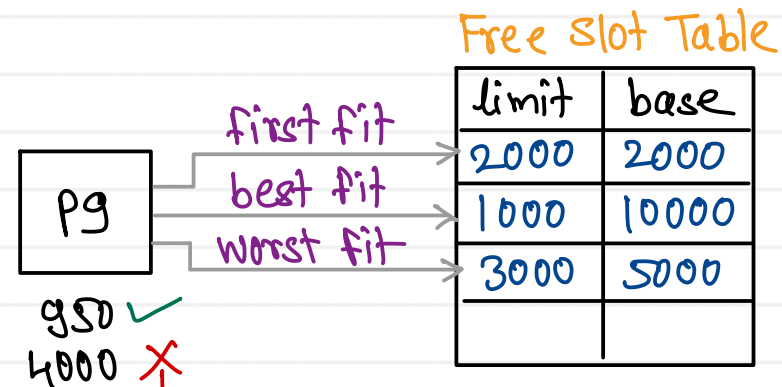 Free Slot Table
limit base
first fit
2000 2000
best fit
P9
1000 10000
worst fit
3000 5000
950 ✓
4000 ✗